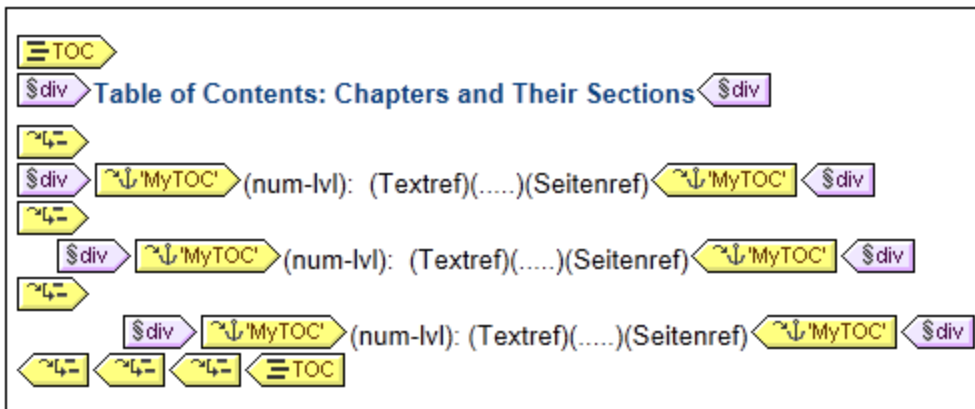 TOC
§div Table of Contents: Chapters and Their Sections §div
§div 'MyTOC' (num-lvl): (Textref)(.....)(Seitenref) 'MyTOC' §div
§div 'MyTOC' (num-lvl): (Textref)(.....)(Seitenref) 'MyTOC' §div
§div 'MyTOC' (num-lvl): (Textref)(.....)(Seitenref) 'MyTOC' §div
TOC